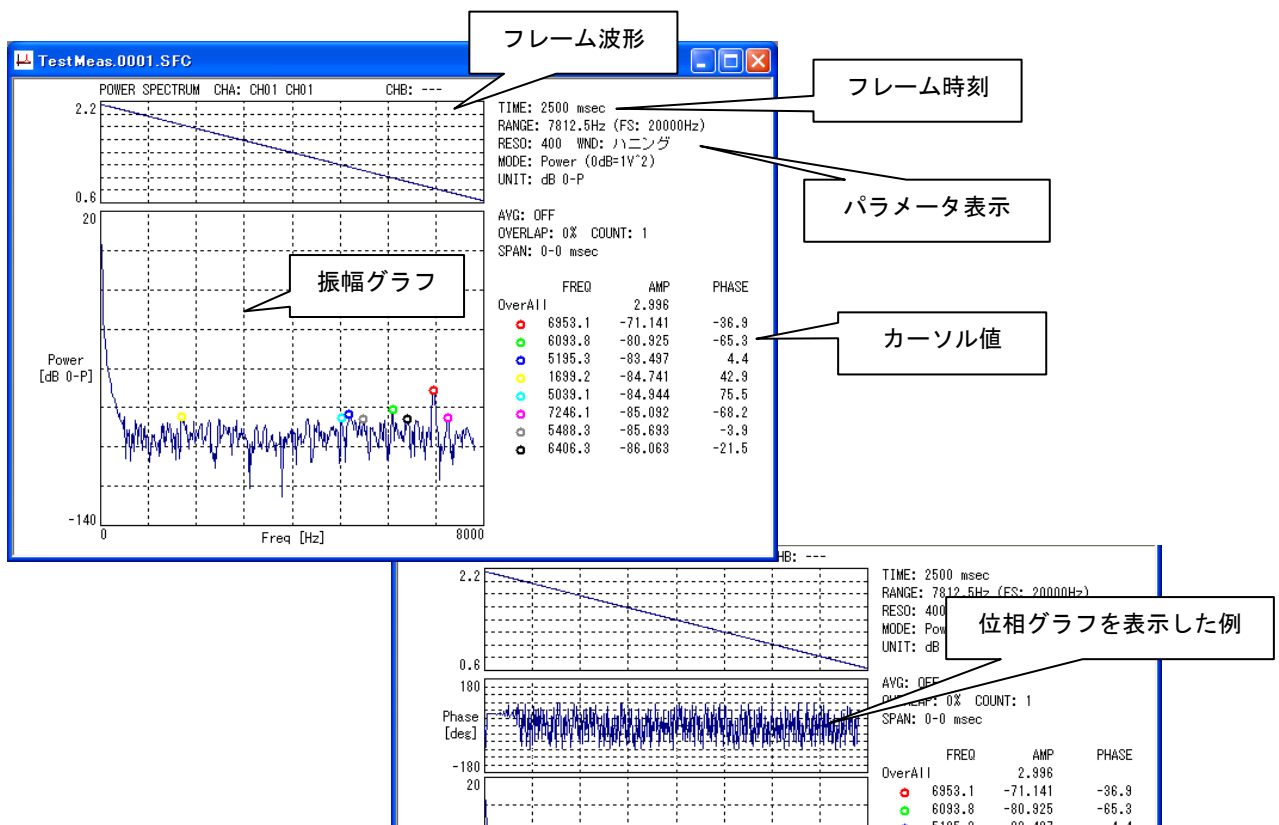 フレーム波形
TestMeas.0001.SFC
フレーム時刻
POWER SPECTRUM CHA: CH01 CH01 CHB: ---
2.2
0.6
TIME: 2500 msec
RANGE: 7812.5Hz (FS: 20000Hz)
RESO: 400 WND: ハニング
MODE: Power (0dB=1V^2)
UNIT: dB 0-P
パラメータ表示
AVG: OFF
OVERLAP: 0% COUNT: 1
SPAN: 0-0 msec
20
振幅グラフ
Power
[dB 0-P]
-140
0
Freq [Hz]
8000
FREQ AMP PHASE
OverAll 2.996
6953.1 -71.141 -36.9
6093.8 -80.925 -65.3
5195.3 -83.497 4.4
1699.2 -84.741 42.9
5039.1 -84.944 75.5
7246.1 -85.092 -68.2
5488.3 -85.693 -3.9
6406.3 -86.063 -21.5
カーソル値
HB: ---
2.2
0.6
TIME: 2500 msec
RANGE: 7812.5Hz (FS: 20000Hz)
RESO: 400
MODE: Pow
UNIT: dB
位相グラフを表示した例
180
Phase
[deg]
-180
20
AVG: OFF
OVERLAP: 0% COUNT: 1
SPAN: 0-0 msec
FREQ AMP PHASE
OverAll 2.996
6953.1 -71.141 -36.9
6093.8 -80.925 -65.3